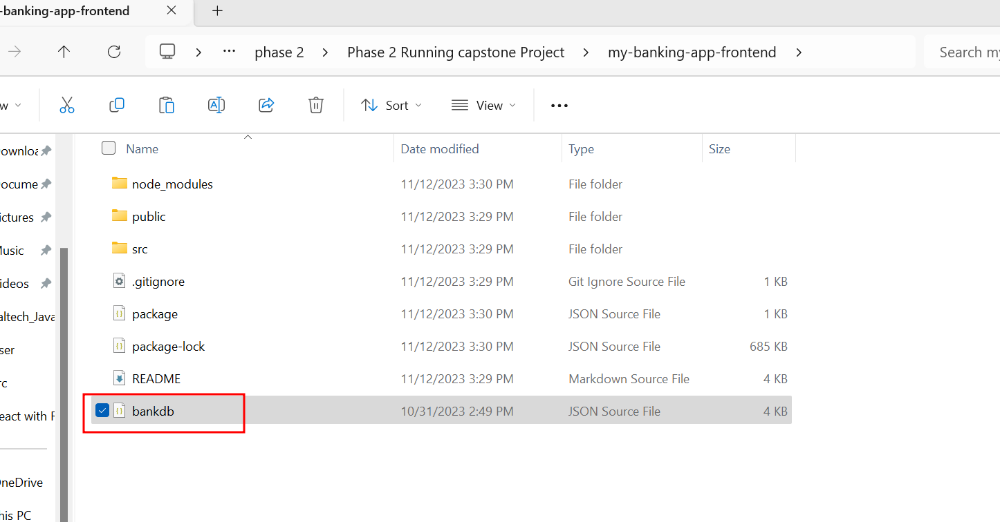 -banking-app-frontend
phase 2 Phase 2 Running capstone Project my-banking-app-frontend Search my
w Sort View
Name Date modified Type Size
ownloa
ocume
ictures
Music
ideos
altech_Java
ser
rc
eact with F
OneDrive
his PC
node_modules 11/12/2023 3:30 PM File folder
public 11/12/2023 3:29 PM File folder
src 11/12/2023 3:29 PM File folder
.gitignore 11/12/2023 3:29 PM Git Ignore Source File 1 KB
package 11/12/2023 3:30 PM JSON Source File 1 KB
package-lock 11/12/2023 3:30 PM JSON Source File 685 KB
README 11/12/2023 3:29 PM Markdown Source File 4 KB
bankdb 10/31/2023 2:49 PM JSON Source File 4 KB